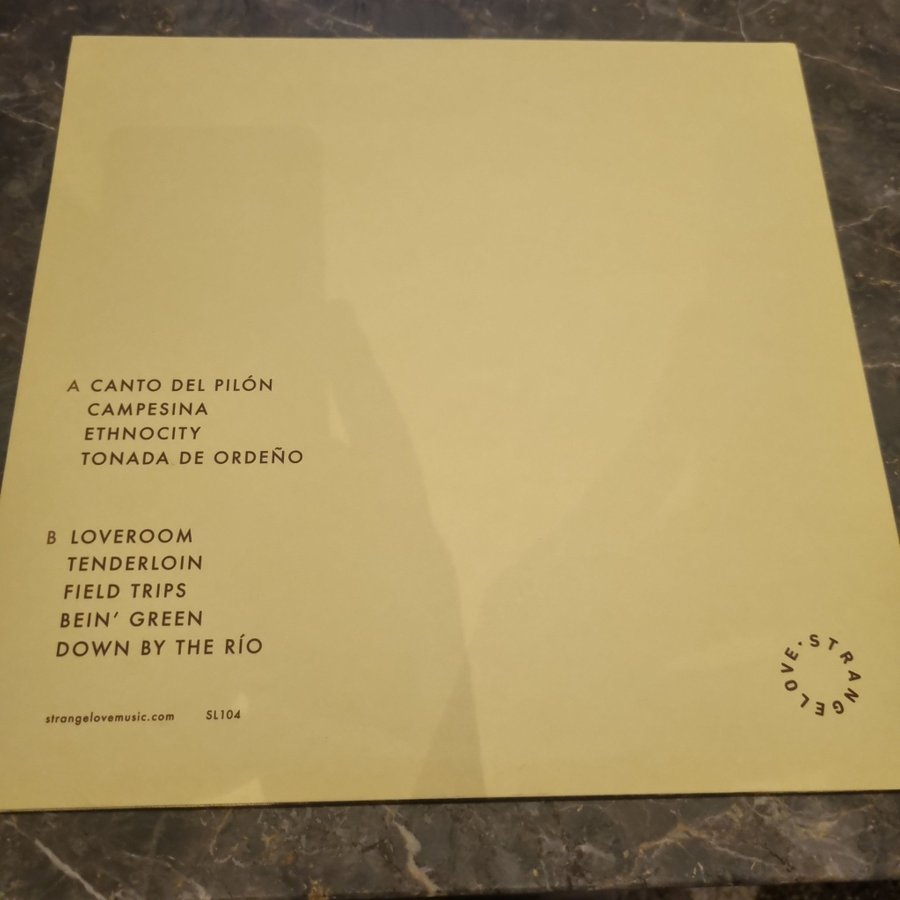 A CANTO DEL PILÓN
CAMPESINA
ETHNOCITY
TONADA DE ORDEÑO
B LOVEROOM
TENDERLOIN
FIELD TRIPS
BEIN' GREEN
DOWN BY THE RÍO
strangelovemusic.com SL104
STRANGELOVE·